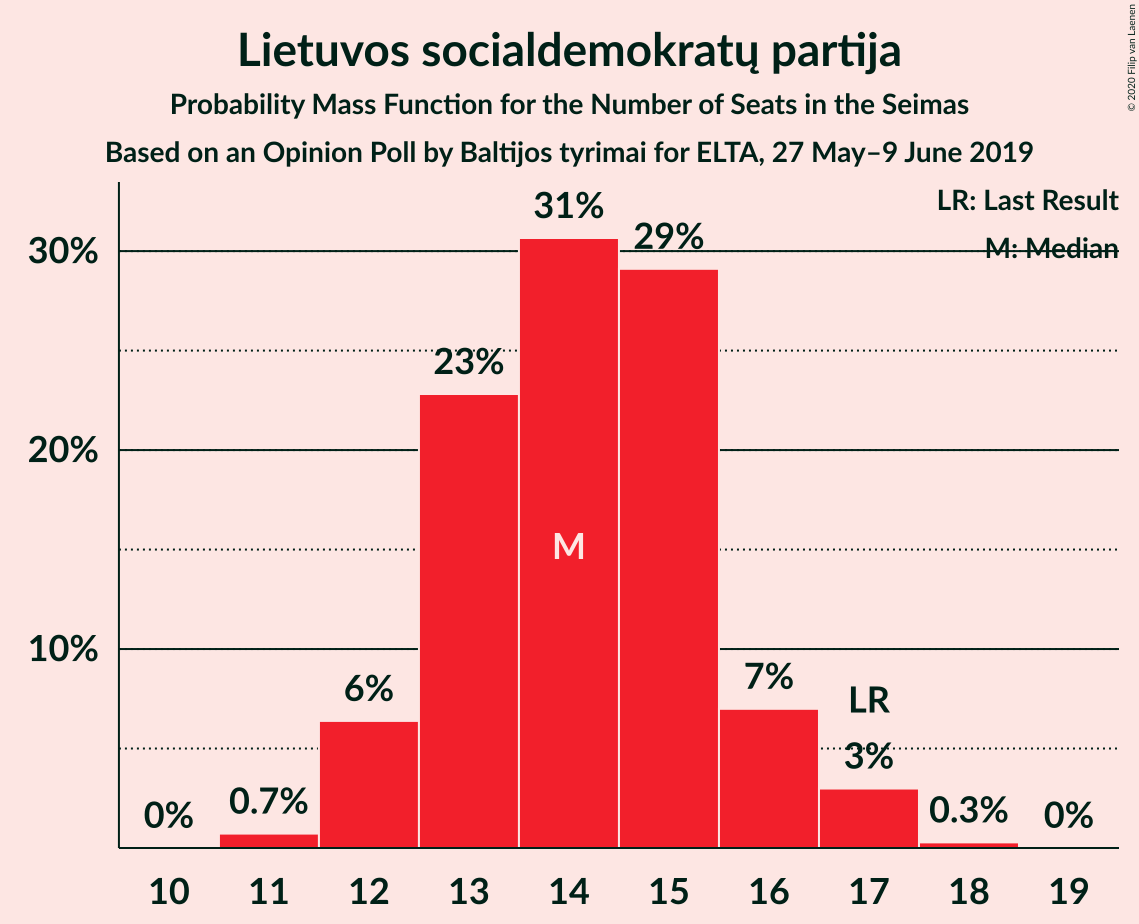 Lietuvos socialdemokratų partija
Probability Mass Function for the Number of Seats in the Seimas
Based on an Opinion Poll by Baltijos tyrimai for ELTA, 27 May–9 June 2019
© 2020 Filip van Laenen
LR: Last Result
M: Median
30%
20%
10%
0%
0.7%
6%
23%
31%
29%
7%
LR
3%
0.3%
0%
M
10 11 12 13 14 15 16 17 18 19